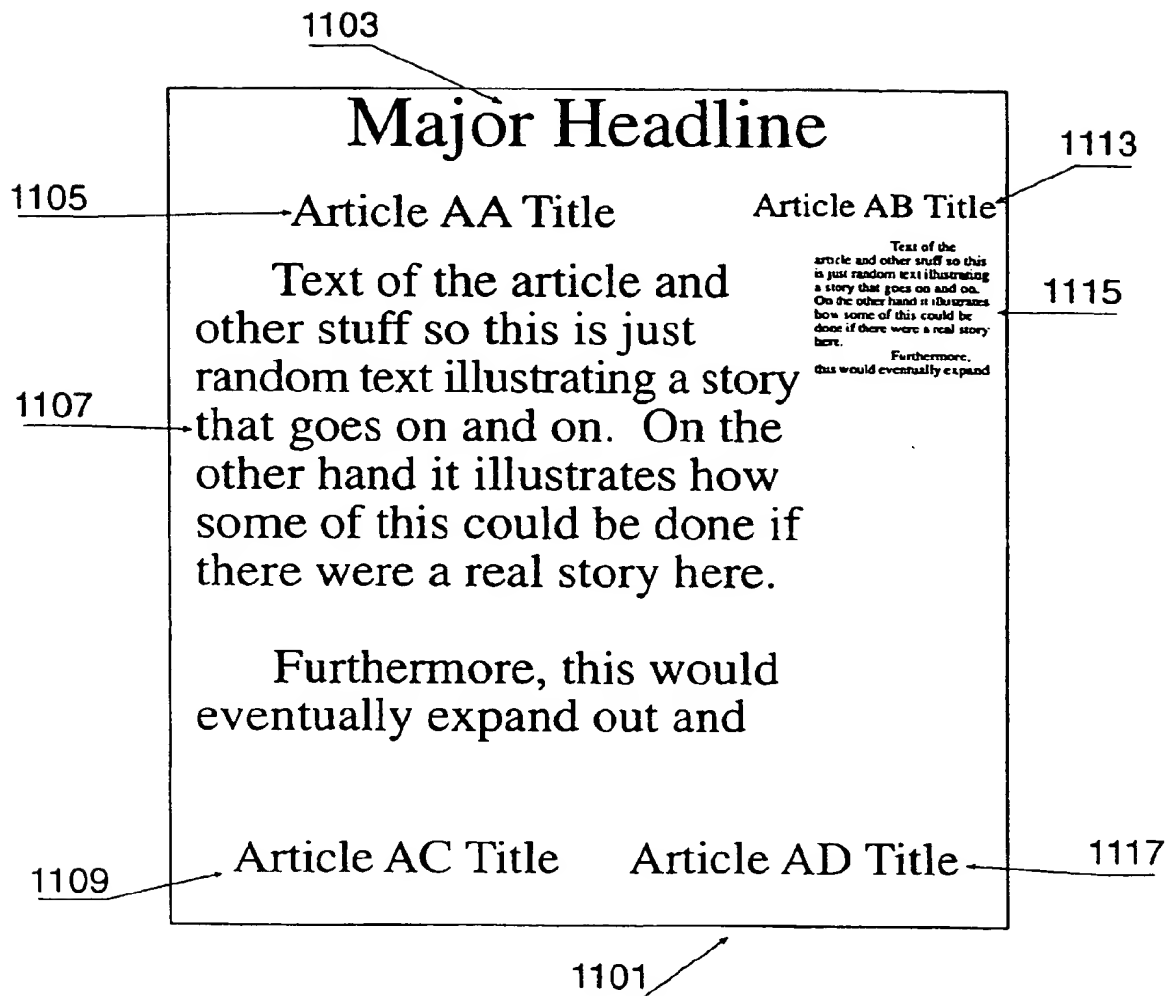 1103
Major Headline
1113
1105
Article AA Title
Article AB Title
Text of the article and
other stuff so this is just
random text illustrating a story
that goes on and on. On the
other hand it illustrates how
some of this could be done if
there were a real story here.
Furthermore, this would
eventually expand out and
1107
Text of the
article and other stuff so this
is just random text illustrating
a story that goes on and on.
On the other hand it illustrates
how some of this could be
done if there were a real story
here.
Furthermore,
this would eventually expand
1115
Article AC Title
Article AD Title
1109
1117
1101